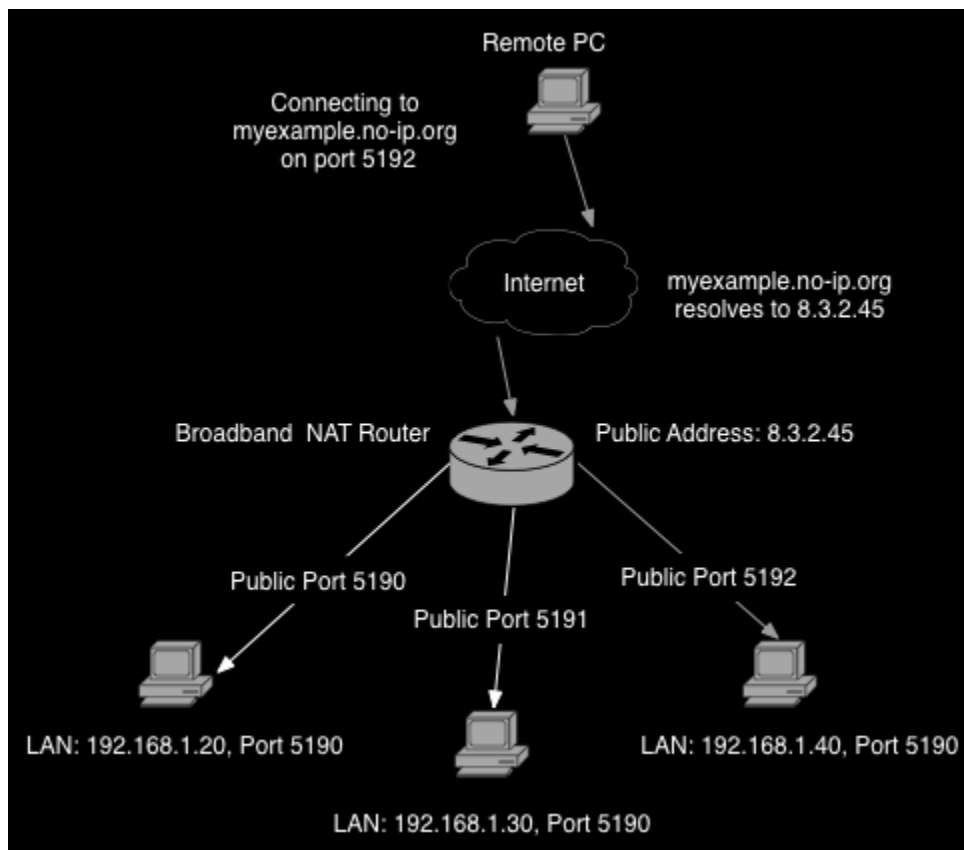 Remote PC
Connecting to
myexample.no-ip.org
on port 5192
Internet
myexample.no-ip.org
resolves to 8.3.2.45
Broadband NAT Router
Public Address: 8.3.2.45
Public Port 5190
Public Port 5191
Public Port 5192
LAN: 192.168.1.20, Port 5190
LAN: 192.168.1.40, Port 5190
LAN: 192.168.1.30, Port 5190